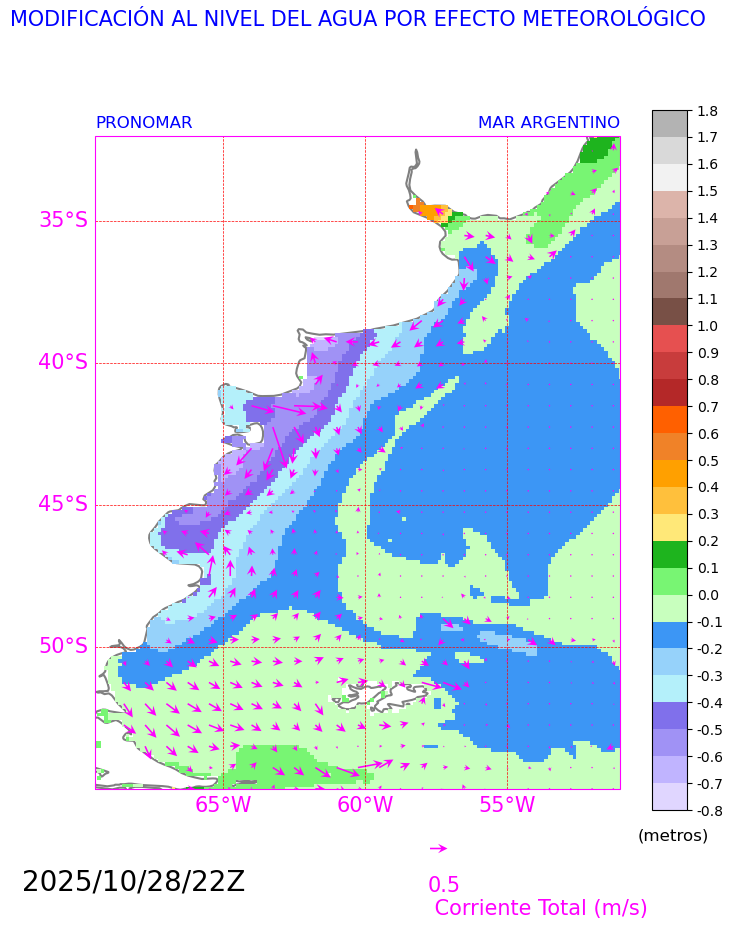 MODIFICACIÓN AL NIVEL DEL AGUA POR EFECTO METEOROLÓGICO
PRONOMAR MAR ARGENTINO
1.8
1.7
1.6
1.5
1.4
1.3
1.2
1.1
1.0
0.9
0.8
0.7
0.6
0.5
0.4
0.3
0.2
0.1
0.0
-0.1
-0.2
-0.3
-0.4
-0.5
-0.6
-0.7
-0.8
(metros)
35°S
40°S
45°S
50°S
65°W 60°W 55°W
2025/10/28/22Z
0.5
Corriente Total (m/s)